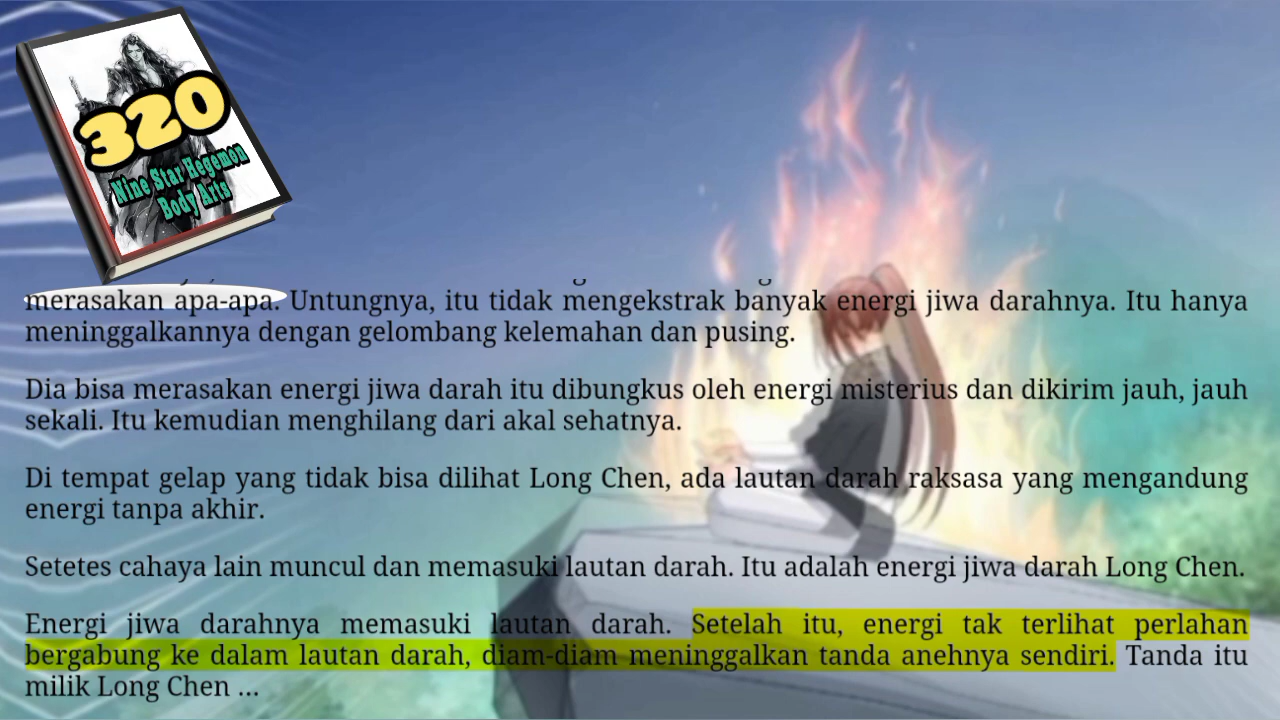 320
Nine Star Hegemon
Body Arts
merasakan apa-apa. Untungnya, itu tidak mengekstrak banyak energi jiwa darahnya. Itu hanya
meninggalkannya dengan gelombang kelemahan dan pusing.
Dia bisa merasakan energi jiwa darah itu dibungkus oleh energi misterius dan dikirim jauh, jauh
sekali. Itu kemudian menghilang dari akal sehatnya.
Di tempat gelap yang tidak bisa dilihat Long Chen, ada lautan darah raksasa yang mengandung
energi tanpa akhir.
Setetes cahaya lain muncul dan memasuki lautan darah. Itu adalah energi jiwa darah Long Chen.
Energi jiwa darahnya memasuki lautan darah. Setelah itu, energi tak terlihat perlahan
bergabung ke dalam lautan darah, diam-diam meninggalkan tanda anehnya sendiri. Tanda itu
milik Long Chen ...